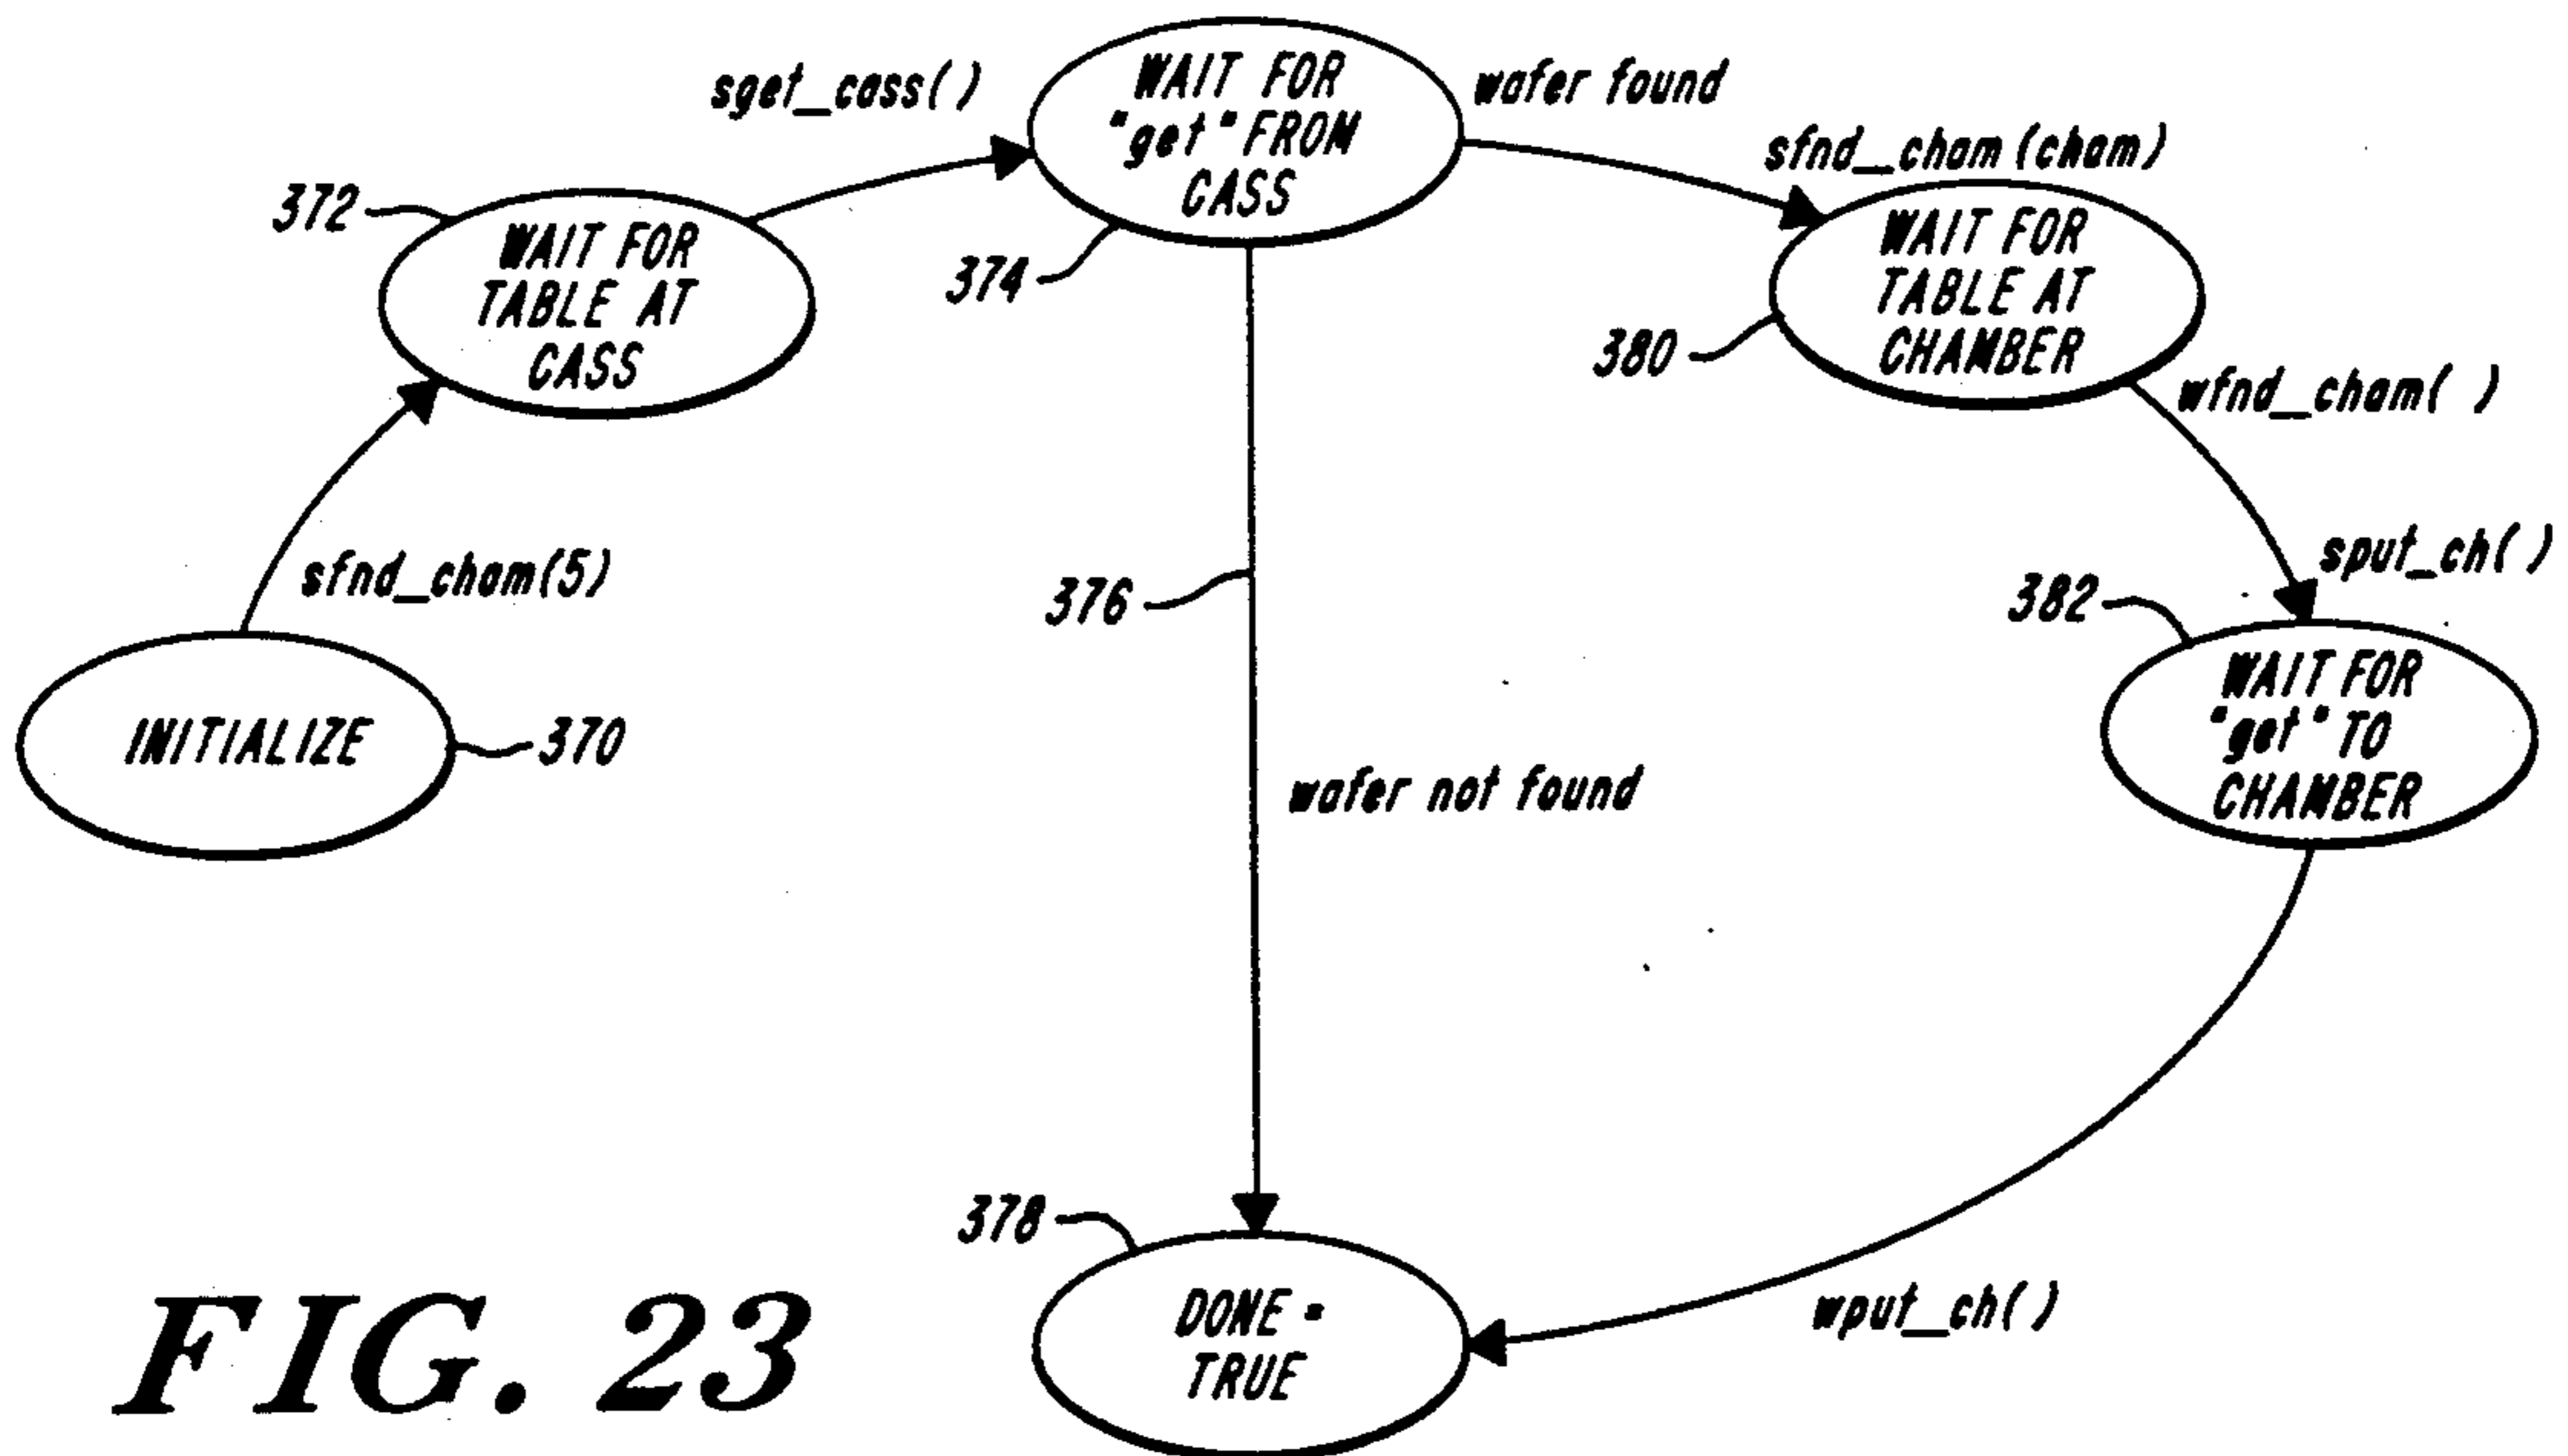 sget_cass()
WAIT FOR
"get" FROM
CASS
wafer found
sfnd_cham (cham)
372
WAIT FOR
TABLE AT
CASS
374
WAIT FOR
TABLE AT
CHAMBER
380
wfnd_cham( )
sfnd_cham(5)
376
sput_ch()
382
INITIALIZE
370
WAIT FOR
"get" TO
CHAMBER
wafer not found
378
DONE =
TRUE
wput_ch()
FIG. 23